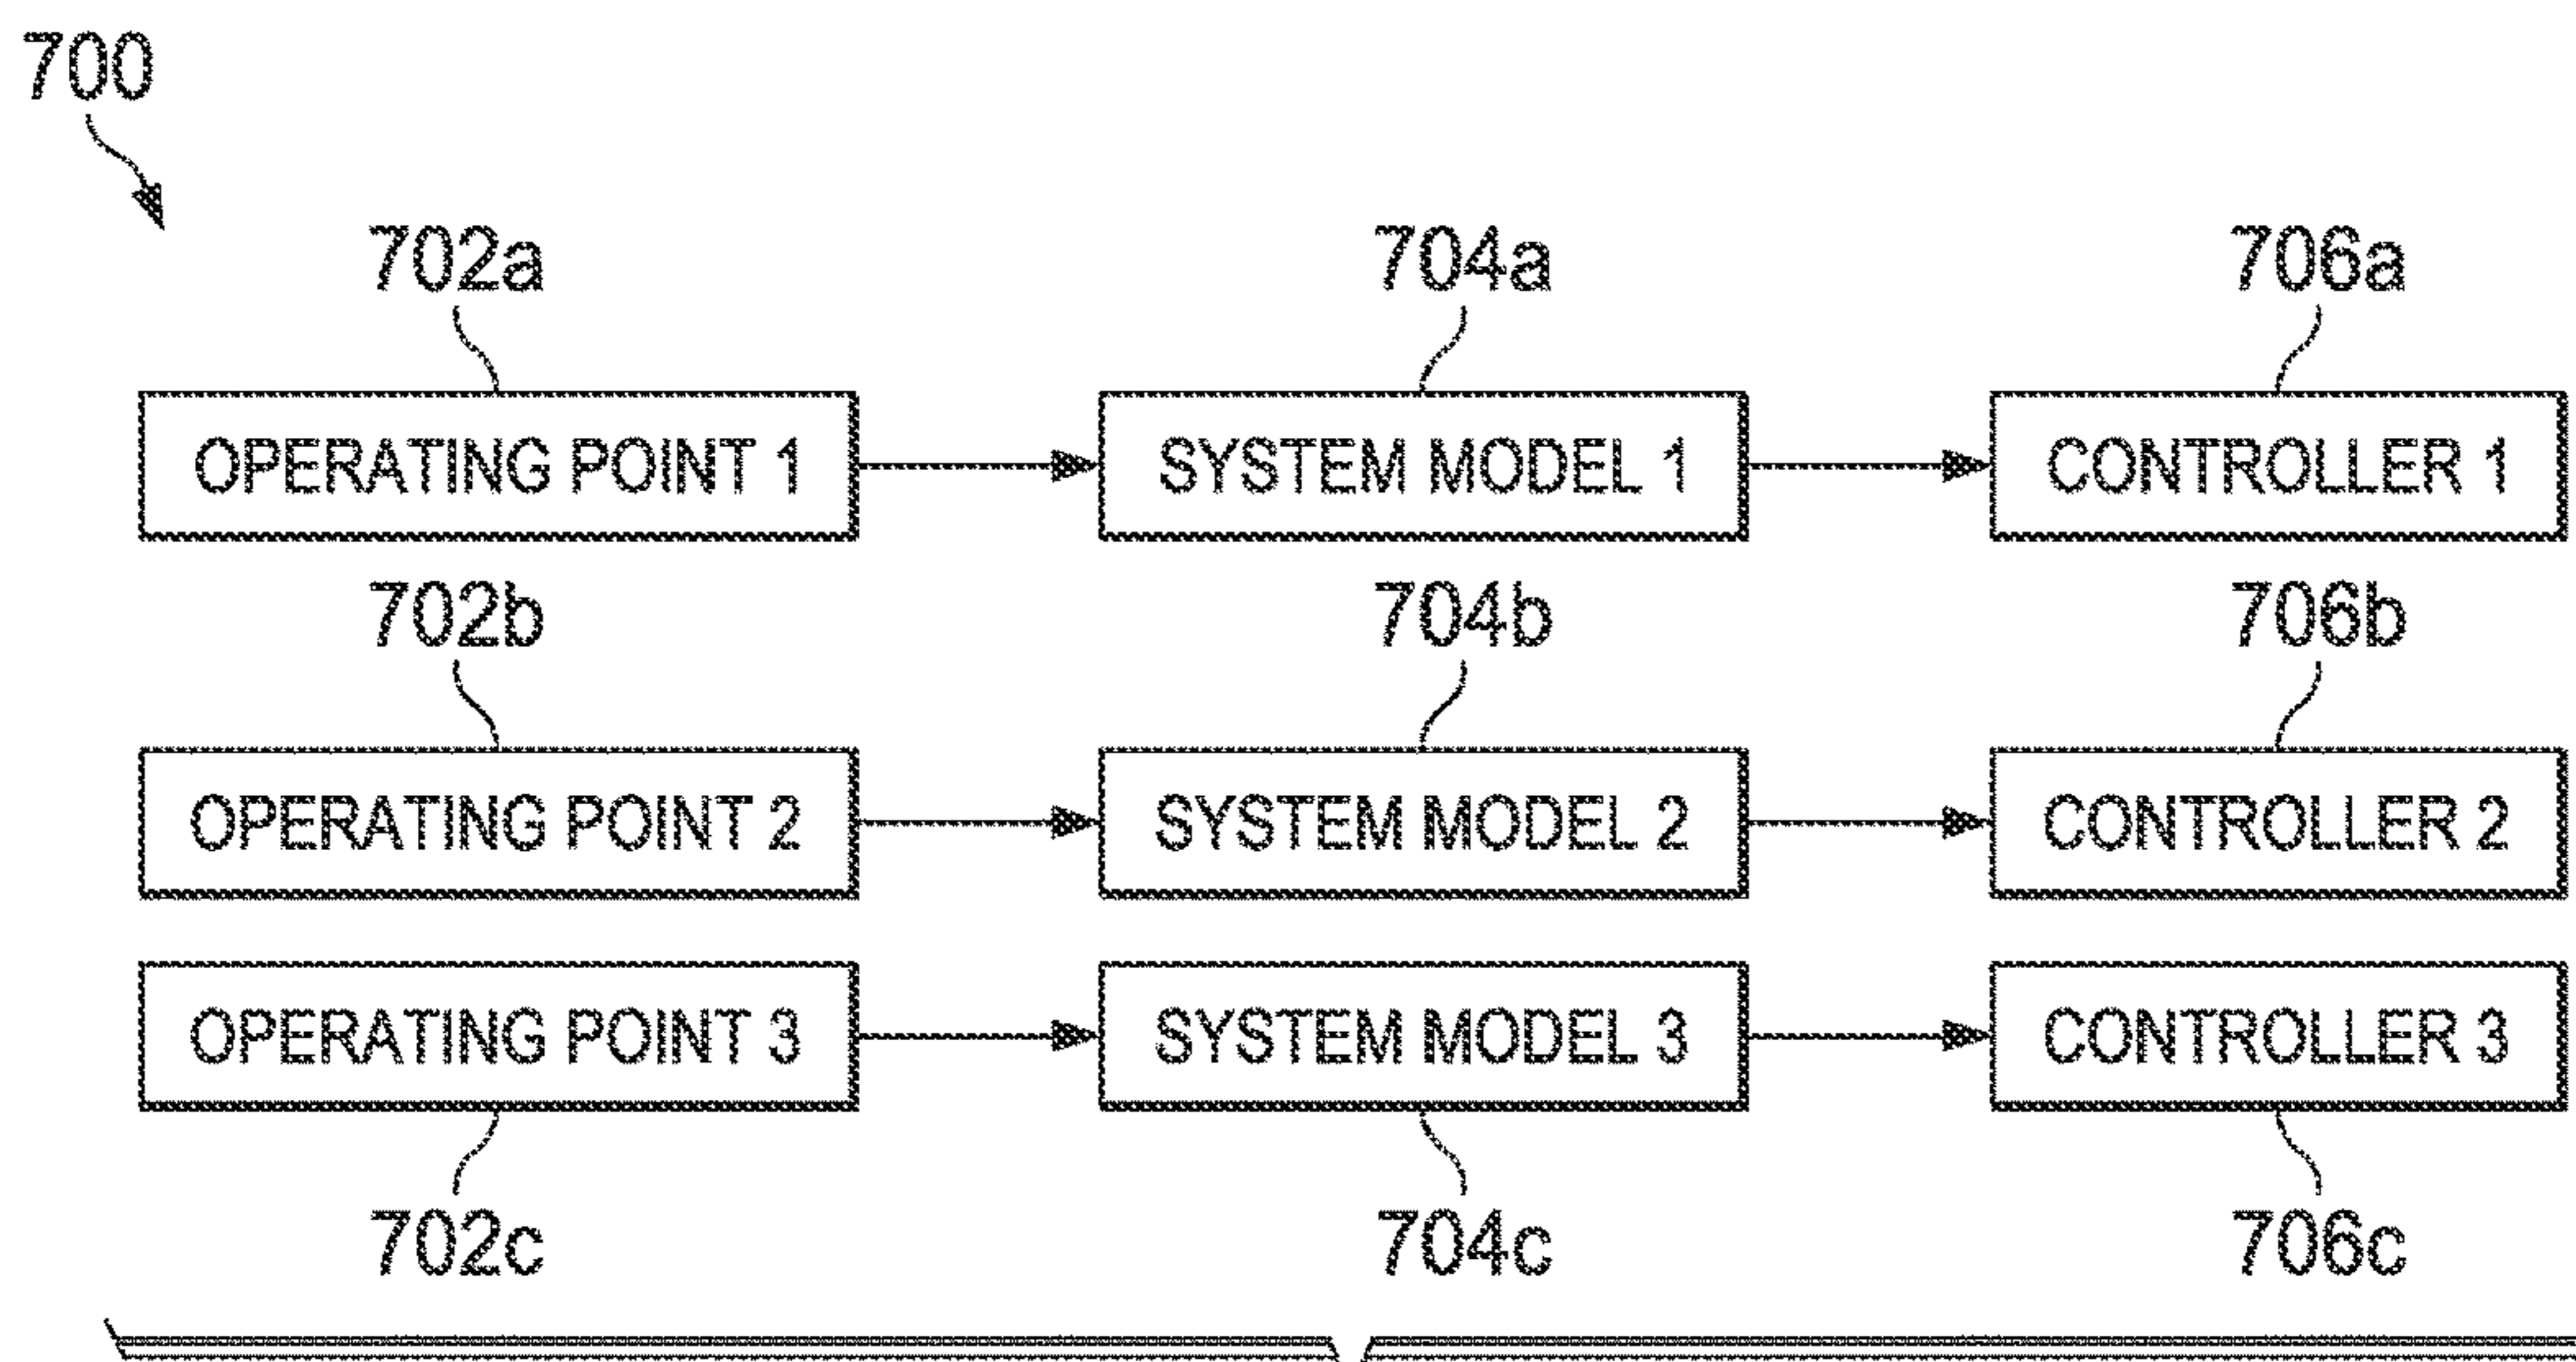 700
702a 704a 706a
OPERATING POINT 1 SYSTEM MODEL 1 CONTROLLER 1
702b 704b 706b
OPERATING POINT 2 SYSTEM MODEL 2 CONTROLLER 2
OPERATING POINT 3 SYSTEM MODEL 3 CONTROLLER 3
702c 704c 706c